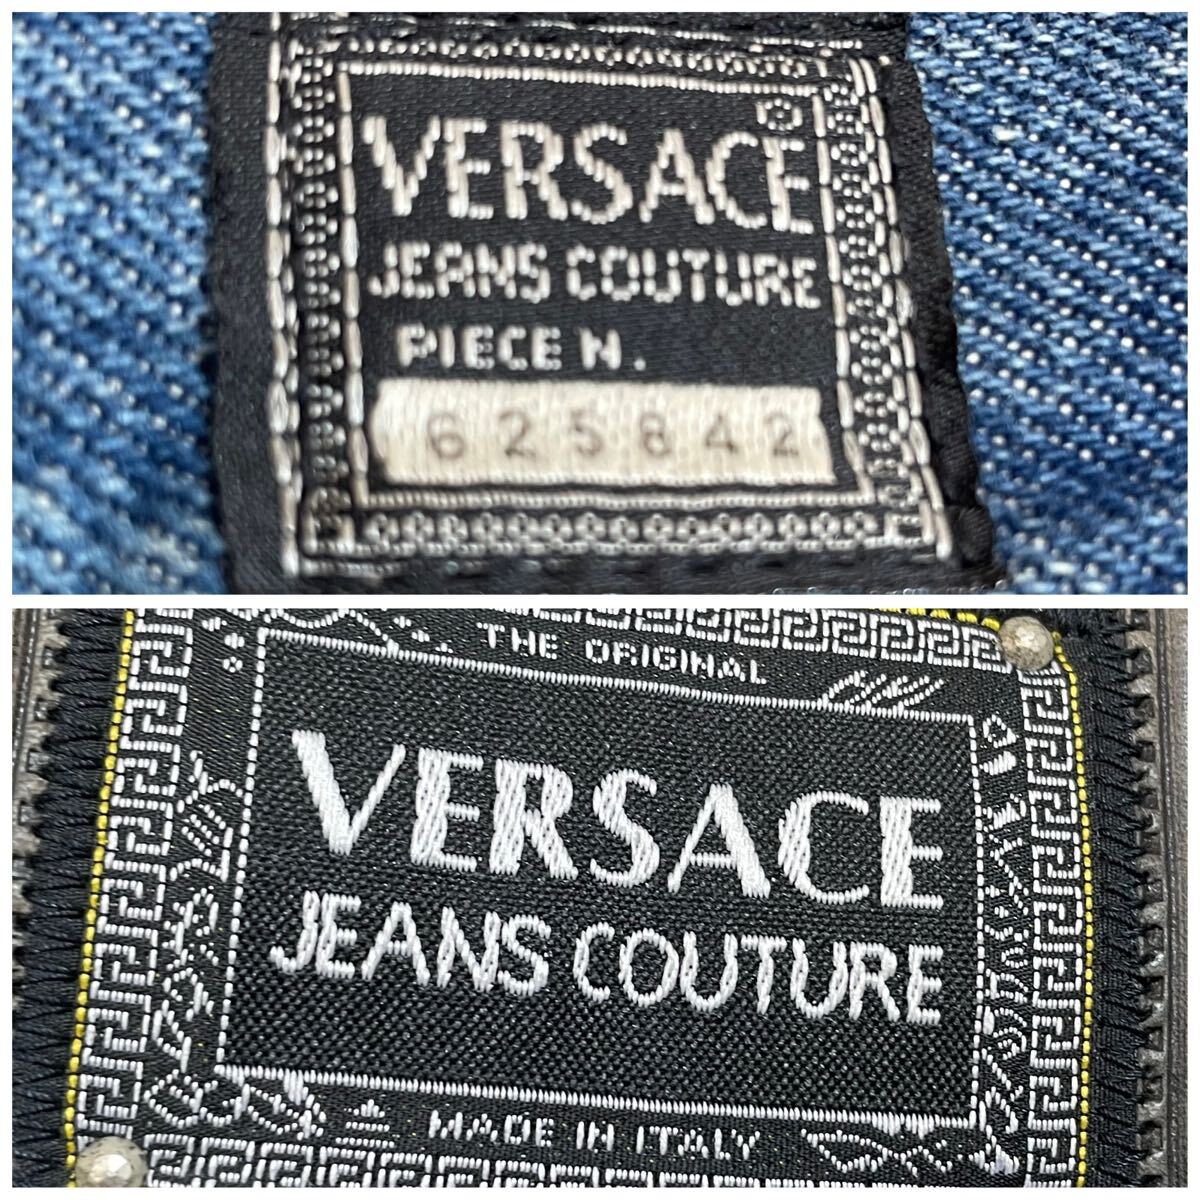 VERSACE
JEANS COUTURE
PIECE N.
625842
THE ORIGINAL
VERSACE
JEANS COUTURE
MADE IN ITALY